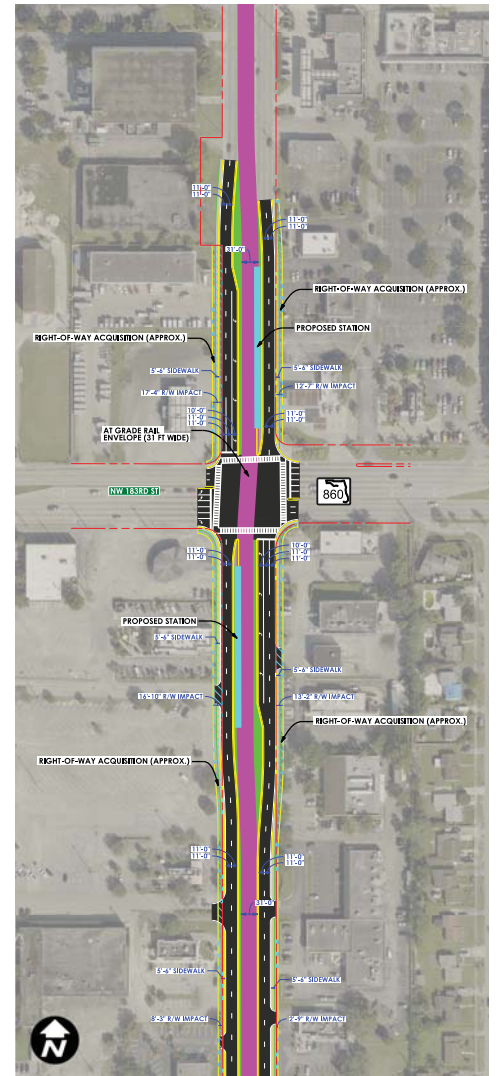 11'-0"
11'-0"
11'-0"
11'-0"
31'-0"
RIGHT-OF-WAY ACQUISITION (APPROX.)
PROPOSED STATION
RIGHT-OF-WAY ACQUISITION (APPROX.)
5'-6" SIDEWALK
5'-6" SIDEWALK
17'-4" R/W IMPACT
12'-7" R/W IMPACT
10'-0"
11'-0"
11'-0"
11'-0"
11'-0"
AT GRADE RAIL
ENVELOPE (31 FT WIDE)
NW 183RD ST
860
11'-0"
11'-0"
10'-0"
11'-0"
11'-0"
PROPOSED STATION
5'-6" SIDEWALK
5'-6" SIDEWALK
16'-10" R/W IMPACT
13'-2" R/W IMPACT
RIGHT-OF-WAY ACQUISITION (APPROX.)
RIGHT-OF-WAY ACQUISITION (APPROX.)
11'-0"
11'-0"
11'-0"
11'-0"
31'-0"
5'-6" SIDEWALK
5'-6" SIDEWALK
8'-3" R/W IMPACT
2'-9" R/W IMPACT
N